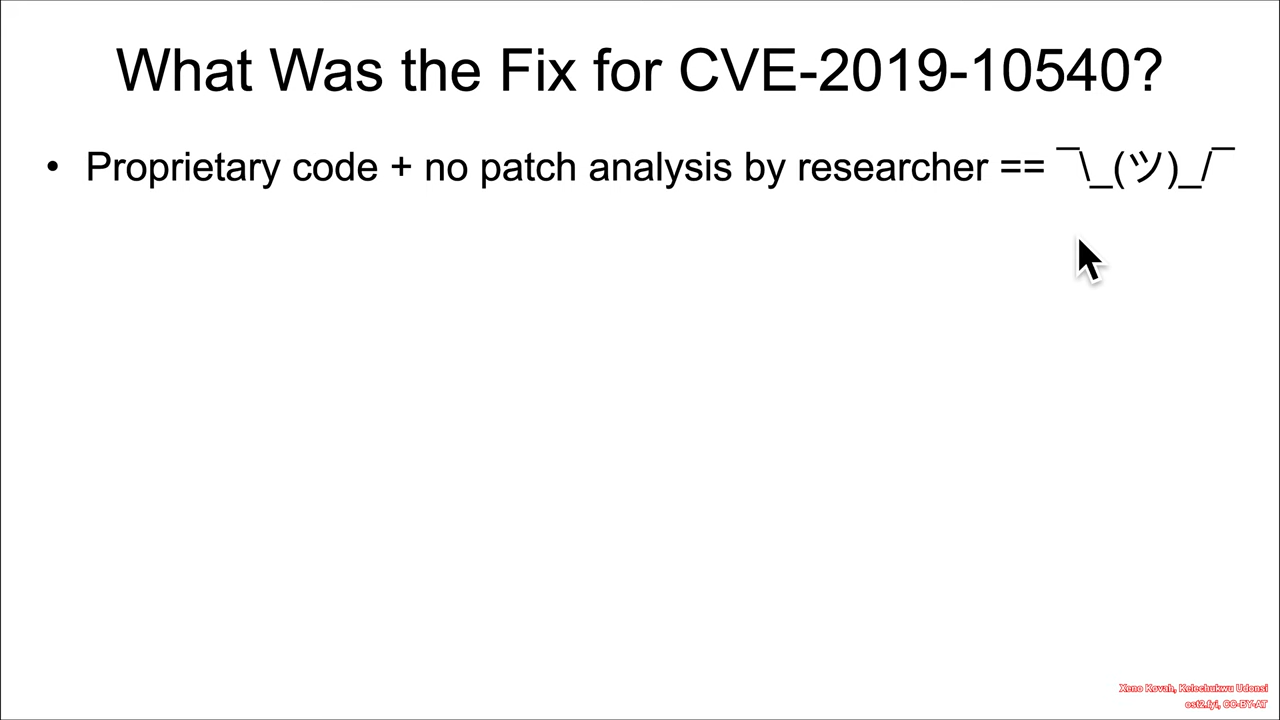 What Was the Fix for CVE-2019-10540?
• Proprietary code + no patch analysis by researcher == ¯\_(ツ)_/¯
Xeno Kovah, Kelechukwu Udonsi
ost2.fyi, CC-BY-AT